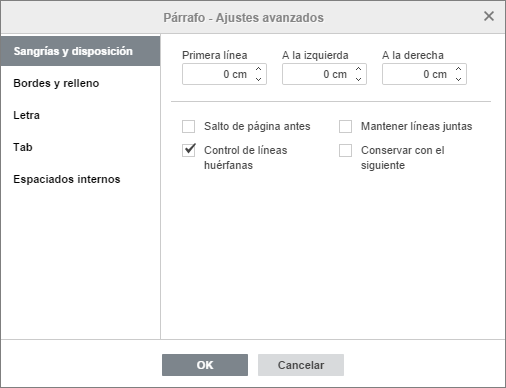 Párrafo - Ajustes avanzados
Sangrías y disposición
Bordes y relleno
Letra
Tab
Espaciados internos
Primera línea
A la izquierda
A la derecha
0 cm
0 cm
0 cm
Salto de página antes
Mantener líneas juntas
Control de líneas
huérfanas
Conservar con el
siguiente
OK
Cancelar